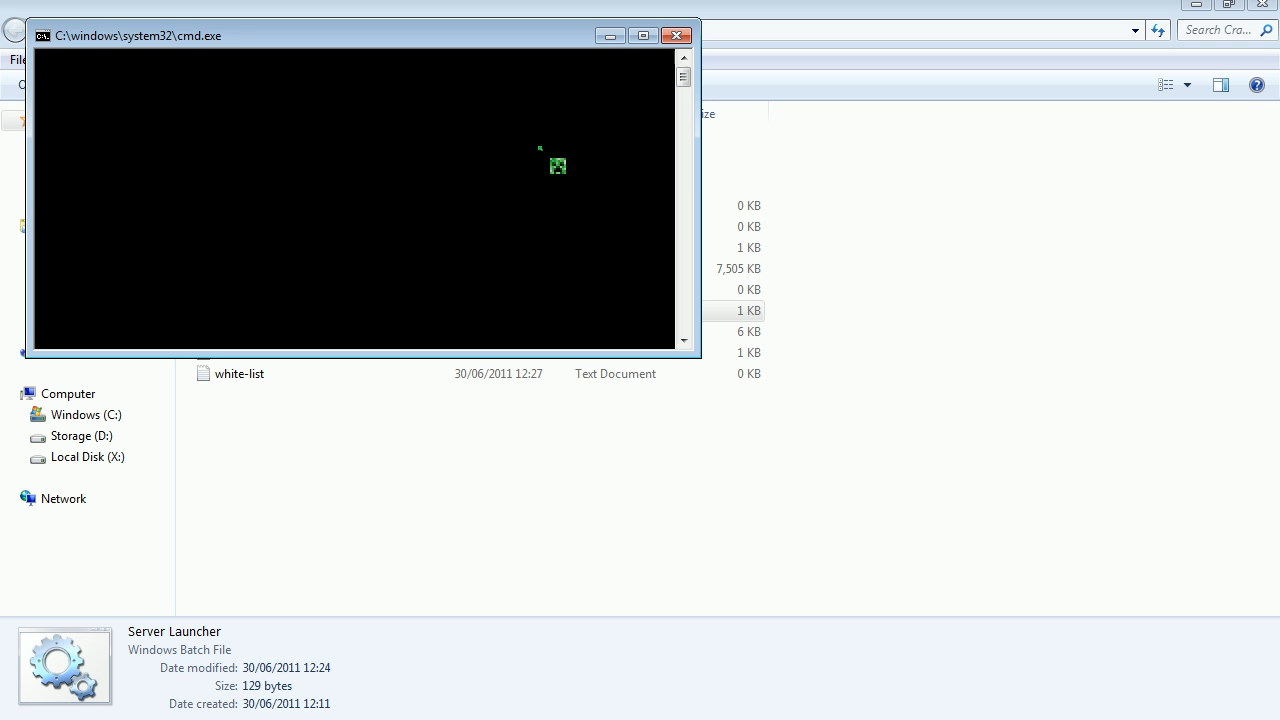 C:\windows\system32\cmd.exe
Search Cra...
File
ize
0 KB
0 KB
1 KB
7,505 KB
0 KB
1 KB
6 KB
1 KB
white-list 30/06/2011 12:27 Text Document 0 KB
Computer
Windows (C:)
Storage (D:)
Local Disk (X:)
Network
Server Launcher
Windows Batch File
Date modified: 30/06/2011 12:24
Size: 129 bytes
Date created: 30/06/2011 12:11